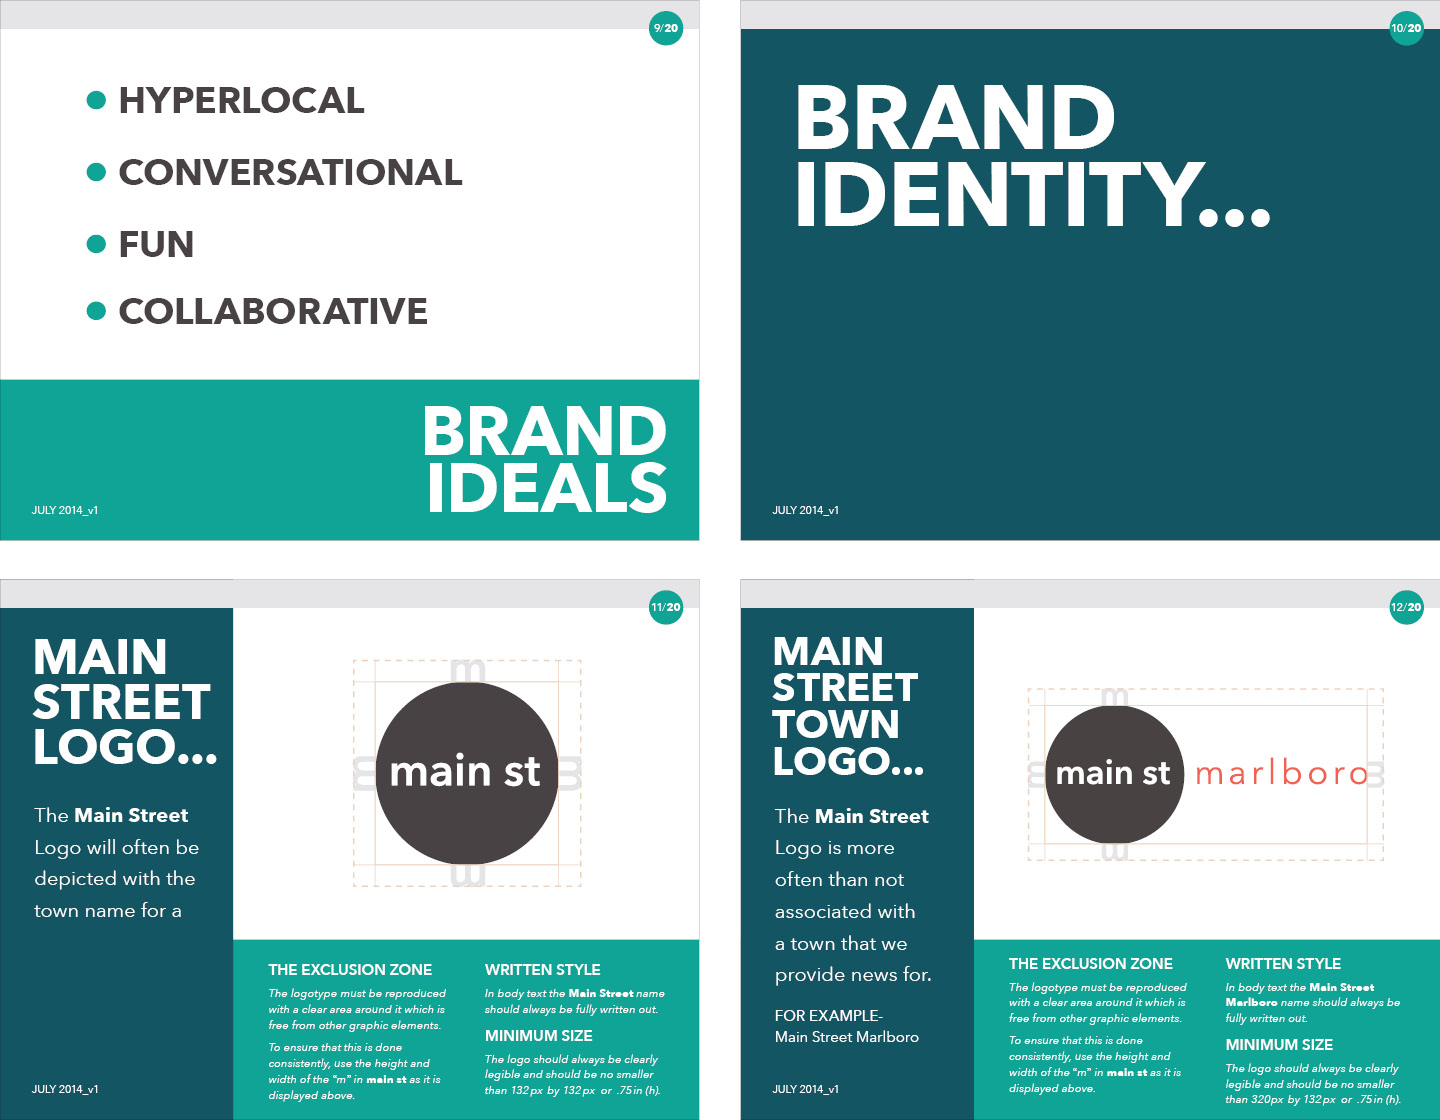 9/20
• HYPERLOCAL
• CONVERSATIONAL
• FUN
• COLLABORATIVE
BRAND
IDEALS
JULY 2014_v1
10/20
BRAND
IDENTITY...
JULY 2014_v1
11/20
MAIN
STREET
LOGO...
The Main Street
Logo will often be
depicted with the
town name for a
JULY 2014_v1
m
m
main st
m
m
THE EXCLUSION ZONE
The logotype must be reproduced
with a clear area around it which is
free from other graphic elements.
To ensure that this is done
consistently, use the height and
width of the “m” in main st as it is
displayed above.
WRITTEN STYLE
In body text the Main Street name
should always be fully written out.
MINIMUM SIZE
The logo should always be clearly
legible and should be no smaller
than 132px by 132px or .75in (h).
12/20
MAIN
STREET
TOWN
LOGO...
The Main Street
Logo is more
often than not
associated with
a town that we
provide news for.
FOR EXAMPLE-
Main Street Marlboro
JULY 2014_v1
m
m
main st marlboro
m
m
THE EXCLUSION ZONE
The logotype must be reproduced
with a clear area around it which is
free from other graphic elements.
To ensure that this is done
consistently, use the height and
width of the “m” in main st as it is
displayed above.
WRITTEN STYLE
In body text the Main Street
Marlboro name should always be
fully written out.
MINIMUM SIZE
The logo should always be clearly
legible and should be no smaller
than 320px by 132px or .75in (h).